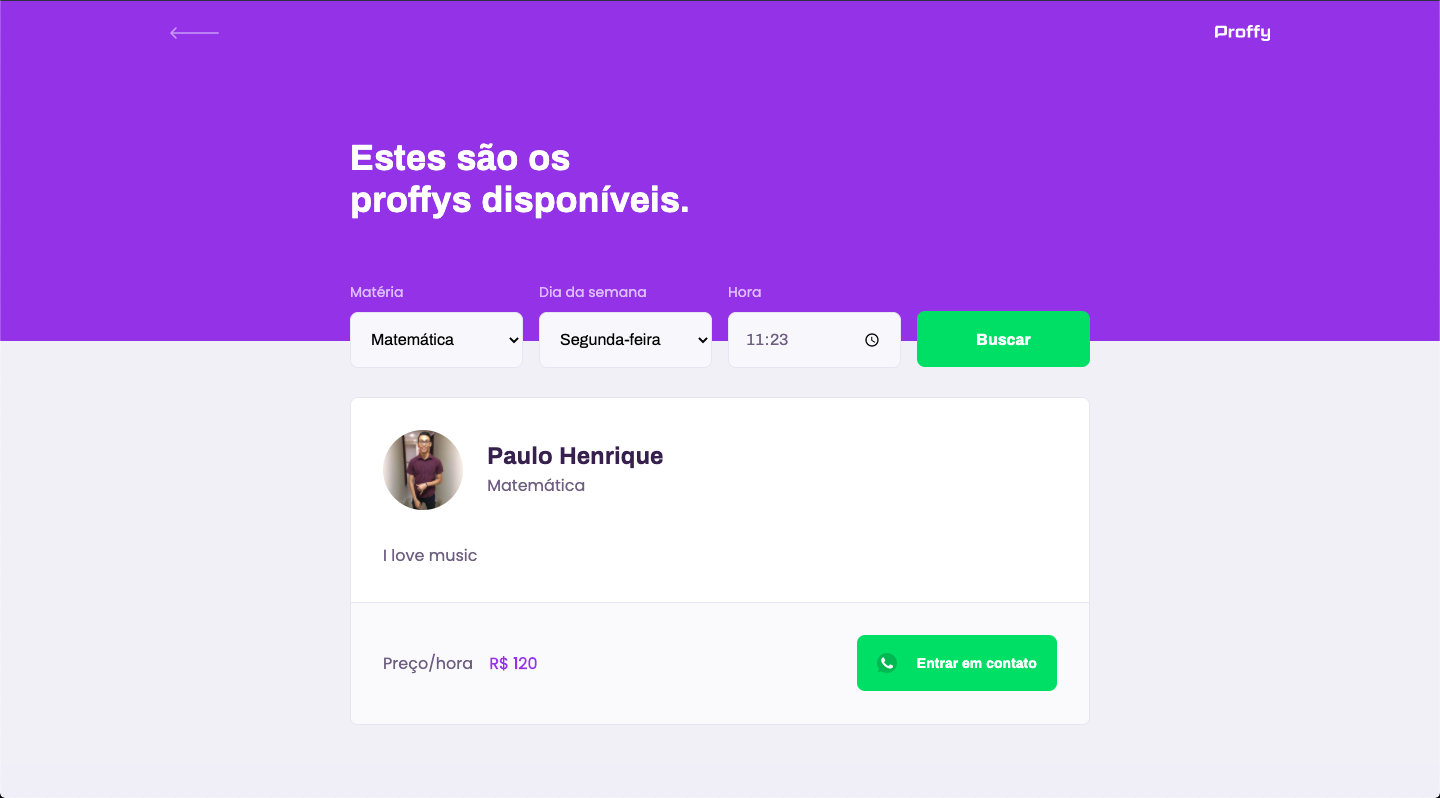 Proffy
Estes são os
proffys disponíveis.
Matéria
Dia da semana
Hora
Matemática
Segunda-feira
11:23
Buscar
Paulo Henrique
Matemática
I love music
Preço/hora R$ 120
Entrar em contato